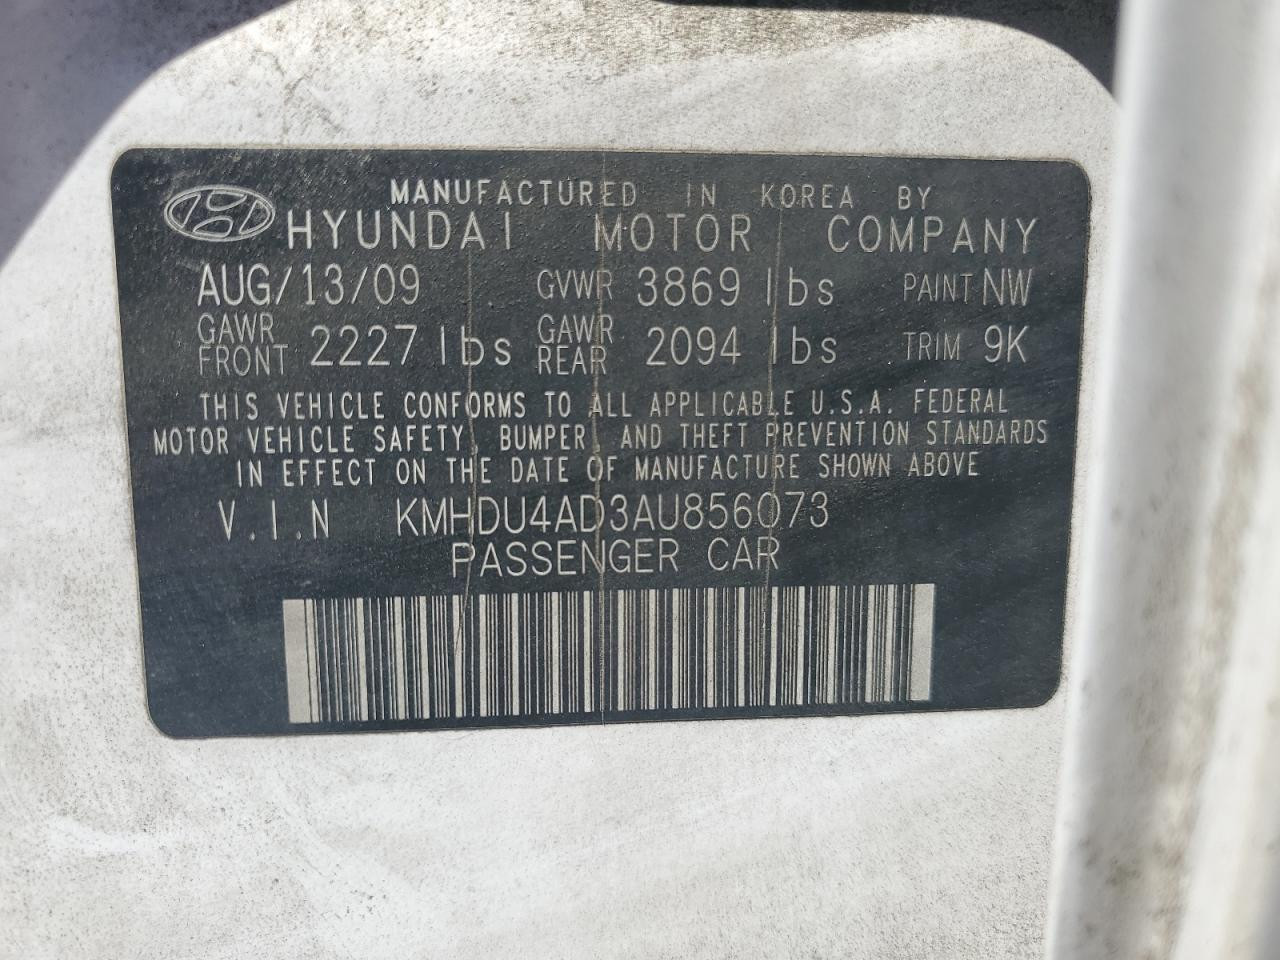 MANUFACTURED IN KOREA BY
HYUNDAI MOTOR COMPANY
AUG/13/09 GVWR 3869 lbs PAINT NW
GAWR FRONT 2227 lbs GAWR REAR 2094 lbs TRIM 9K
THIS VEHICLE CONFORMS TO ALL APPLICABLE U.S.A. FEDERAL
MOTOR VEHICLE SAFETY, BUMPER, AND THEFT PREVENTION STANDARDS
IN EFFECT ON THE DATE OF MANUFACTURE SHOWN ABOVE
V.I.N KMHDU4AD3AU856073
PASSENGER CAR